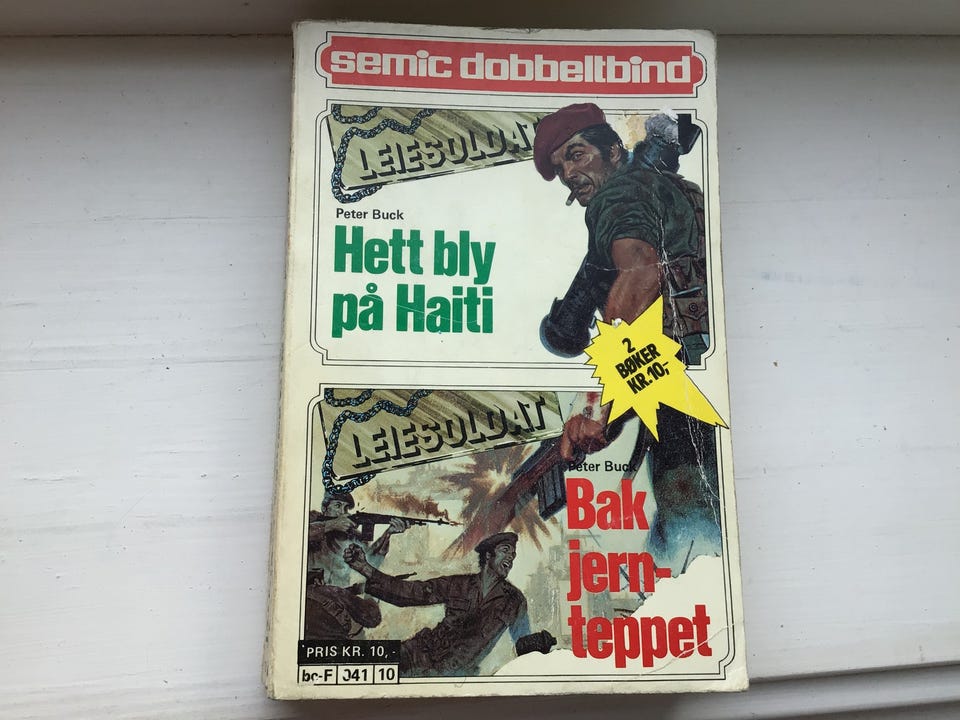 semic dobbeltbind
LEIESOLDAT
Peter Buck
Hett bly
på Haiti
2
BØKER
KR.10,-
LEIESOLDAT
Peter Buck
Bak
jern-
teppet
PRIS KR. 10,-
bc-F 041 10